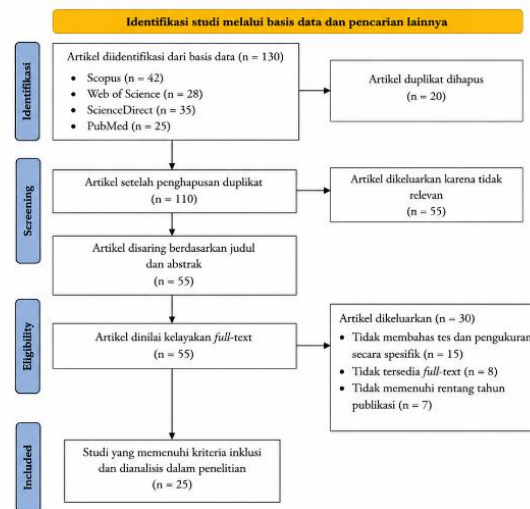 Identifikasi studi melalui basis data dan pencarian lainnya
Identifikasi
Artikel diidentifikasi dari basis data (n = 130)
• Scopus (n = 42)
• Web of Science (n = 28)
• ScienceDirect (n = 35)
• PubMed (n = 25)
Artikel duplikat dihapus
(n = 20)
Screening
Artikel setelah penghapusan duplikat
(n = 110)
Artikel dikeluarkan karena tidak
relevan
(n = 55)
Artikel disaring berdasarkan judul
dan abstrak
(n = 55)
Eligibility
Artikel dinilai kelayakan full-text
(n = 55)
Artikel dikeluarkan (n = 30)
• Tidak membahas tes dan pengukuran
secara spesifik (n = 15)
• Tidak tersedia full-text (n = 8)
• Tidak memenuhi rentang tahun
publikasi (n = 7)
Included
Studi yang memenuhi kriteria inklusi
dan dianalisis dalam penelitian
(n = 25)